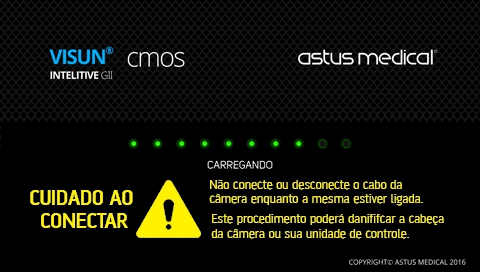 VISUN® cmos
INTELITIVE GII
astus medical©
CARREGANDO
CUIDADO AO
CONECTAR
Não conecte ou desconecte o cabo da
câmera enquanto a mesma estiver ligada.
Este procedimento poderá danififcar a cabeça
da câmera ou sua unidade de controle.
COPYRIGHT© ASTUS MEDICAL 2016